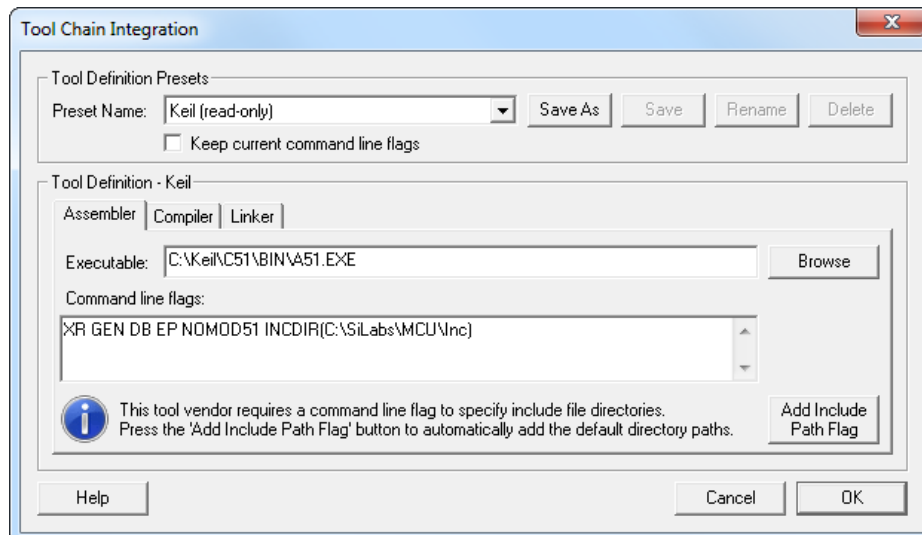 Tool Chain Integration
Tool Definition Presets
Preset Name: Keil (read-only) Save As Save Rename Delete
Keep current command line flags
Tool Definition - Keil
Assembler Compiler Linker
Executable: C:\Keil\C51\BIN\A51.EXE Browse
Command line flags:
XR GEN DB EP NOMOD51 INCDIR(C:\SiLabs\MCU\Inc)
This tool vendor requires a command line flag to specify include file directories.
Press the 'Add Include Path Flag' button to automatically add the default directory paths.
Add Include
Path Flag
Help Cancel OK